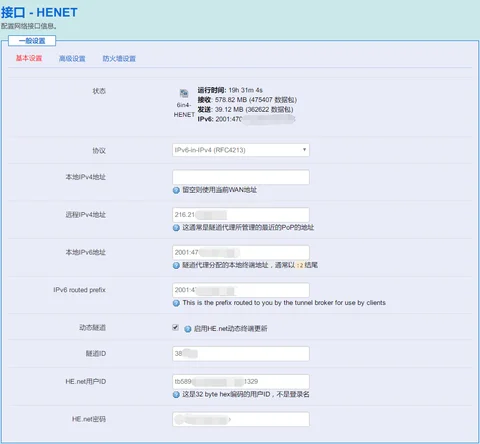 接口 - HENET
配置网络接口信息。
一般设置
基本设置 高级设置 防火墙设置
状态
6in4-HENET
运行时间: 19h 31m 4s
接收: 578.82 MB (475407 数据包)
发送: 39.12 MB (362622 数据包)
IPv6: 2001:470
协议 IPv6-in-IPv4 (RFC4213)
本地IPv4地址
留空则使用当前WAN地址
远程IPv4地址 216.21
这通常是隧道代理所管理的最近的PoP的地址
本地IPv6地址 2001:47
隧道代理分配的本地终端地址，通常以 :2 结尾
IPv6 routed prefix 2001:4
This is the prefix routed to you by the tunnel broker for use by clients
动态隧道 启用HE.net动态终端更新
隧道ID 38
HE.net用户ID tb589 1329
这是32 byte hex编码的用户ID，不是登录名
HE.net密码